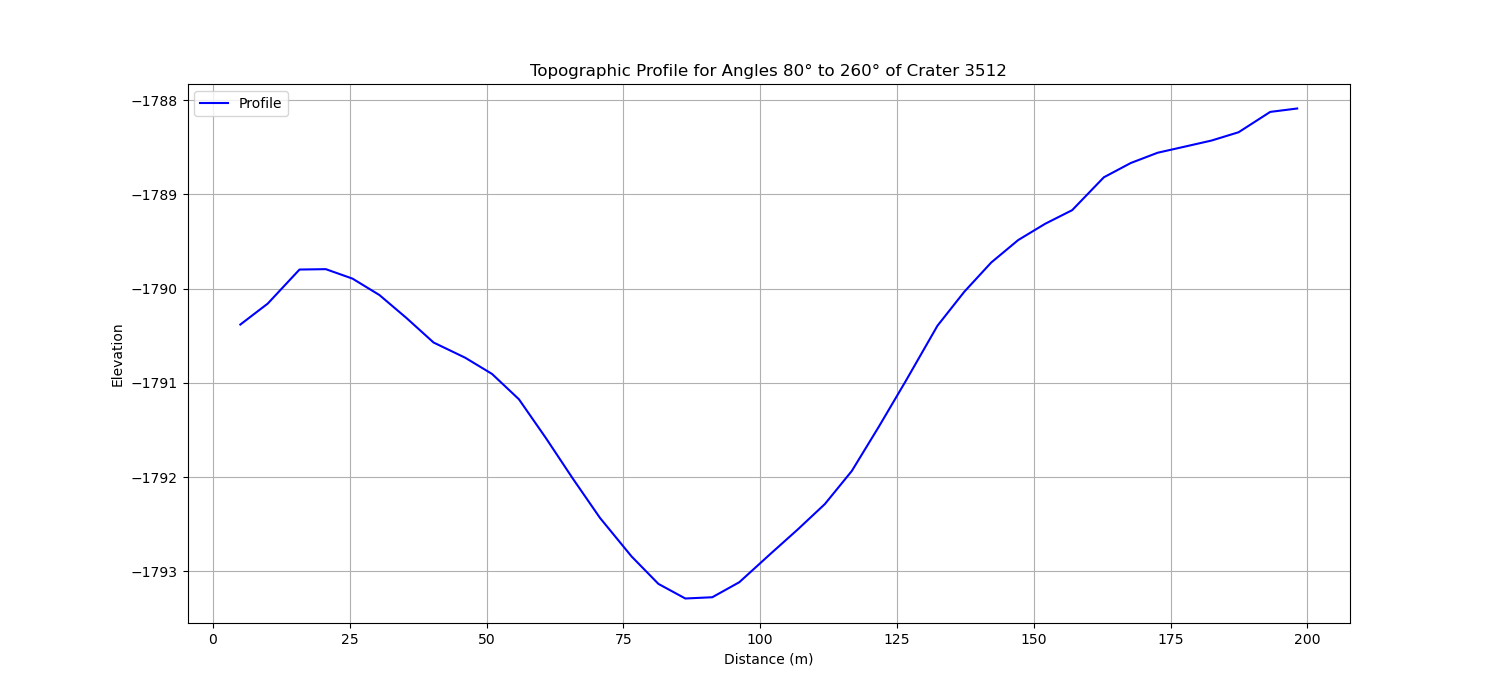 Topographic Profile for Angles 80° to 260° of Crater 3512
Profile
−1788
−1789
−1790
−1791
−1792
−1793
Elevation
0 25 50 75 100 125 150 175 200
Distance (m)